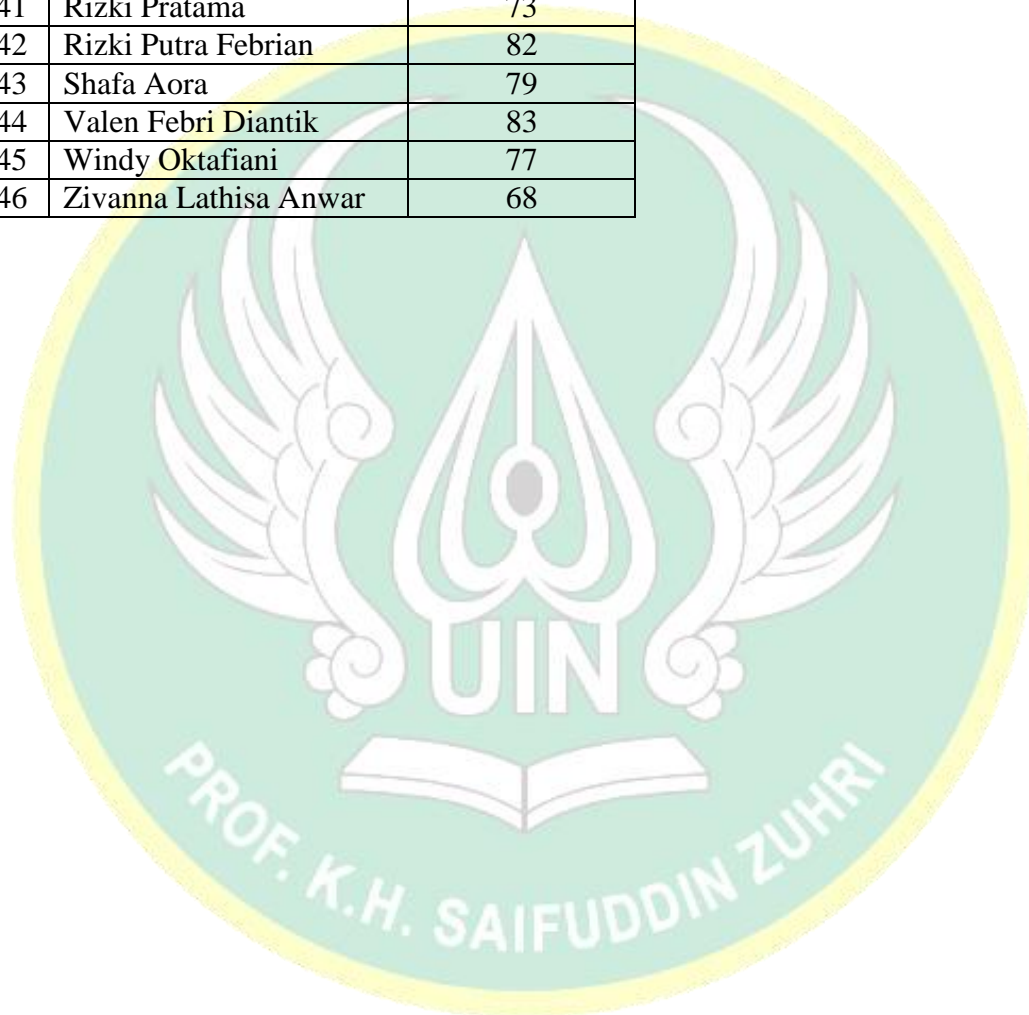 41 Rizki Pratama 73
42 Rizki Putra Febrian 82
43 Shafa Aora 79
44 Valen Febri Diantik 83
45 Windy Oktafiani 77
46 Zivanna Lathisa Anwar 68
UIN
PROF. K.H. SAIFUDDIN ZUHRI